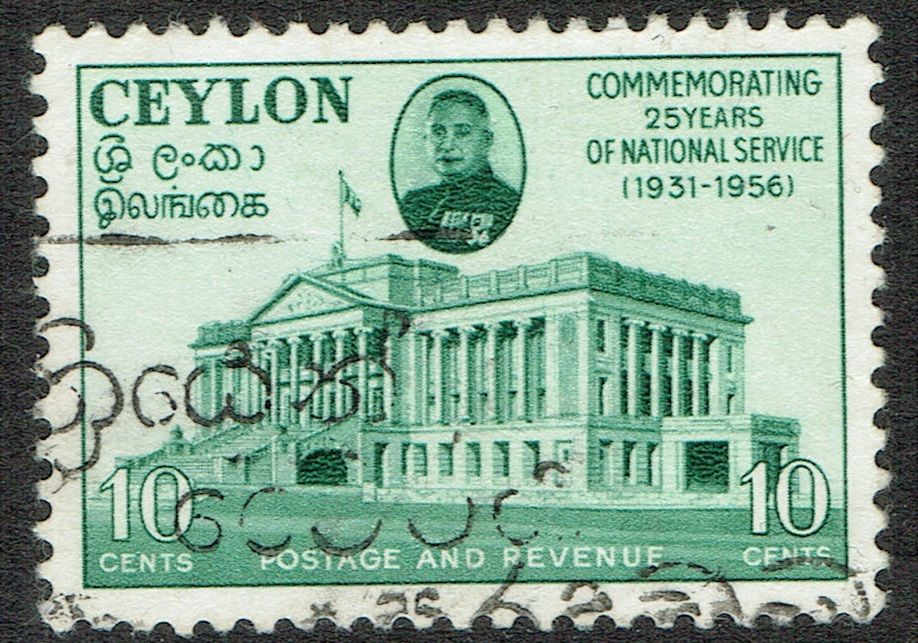 CEYLON
ශ්‍රී ලංකා
இலங்கை
COMMEMORATING
25 YEARS
OF NATIONAL SERVICE
(1931-1956)
10
CENTS
POSTAGE AND REVENUE
10
CENTS